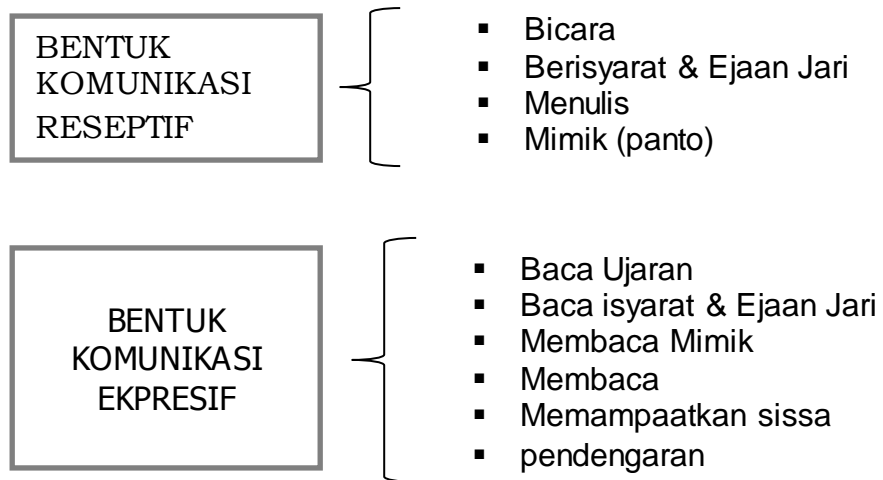 BENTUK
KOMUNIKASI
RESEPTIF
Bicara
Berisyarat & Ejaan Jari
Menulis
Mimik (panto)
BENTUK
KOMUNIKASI
EKPRESIF
Baca Ujaran
Baca isyarat & Ejaan Jari
Membaca Mimik
Membaca
Memampaatkan sissa
pendengaran